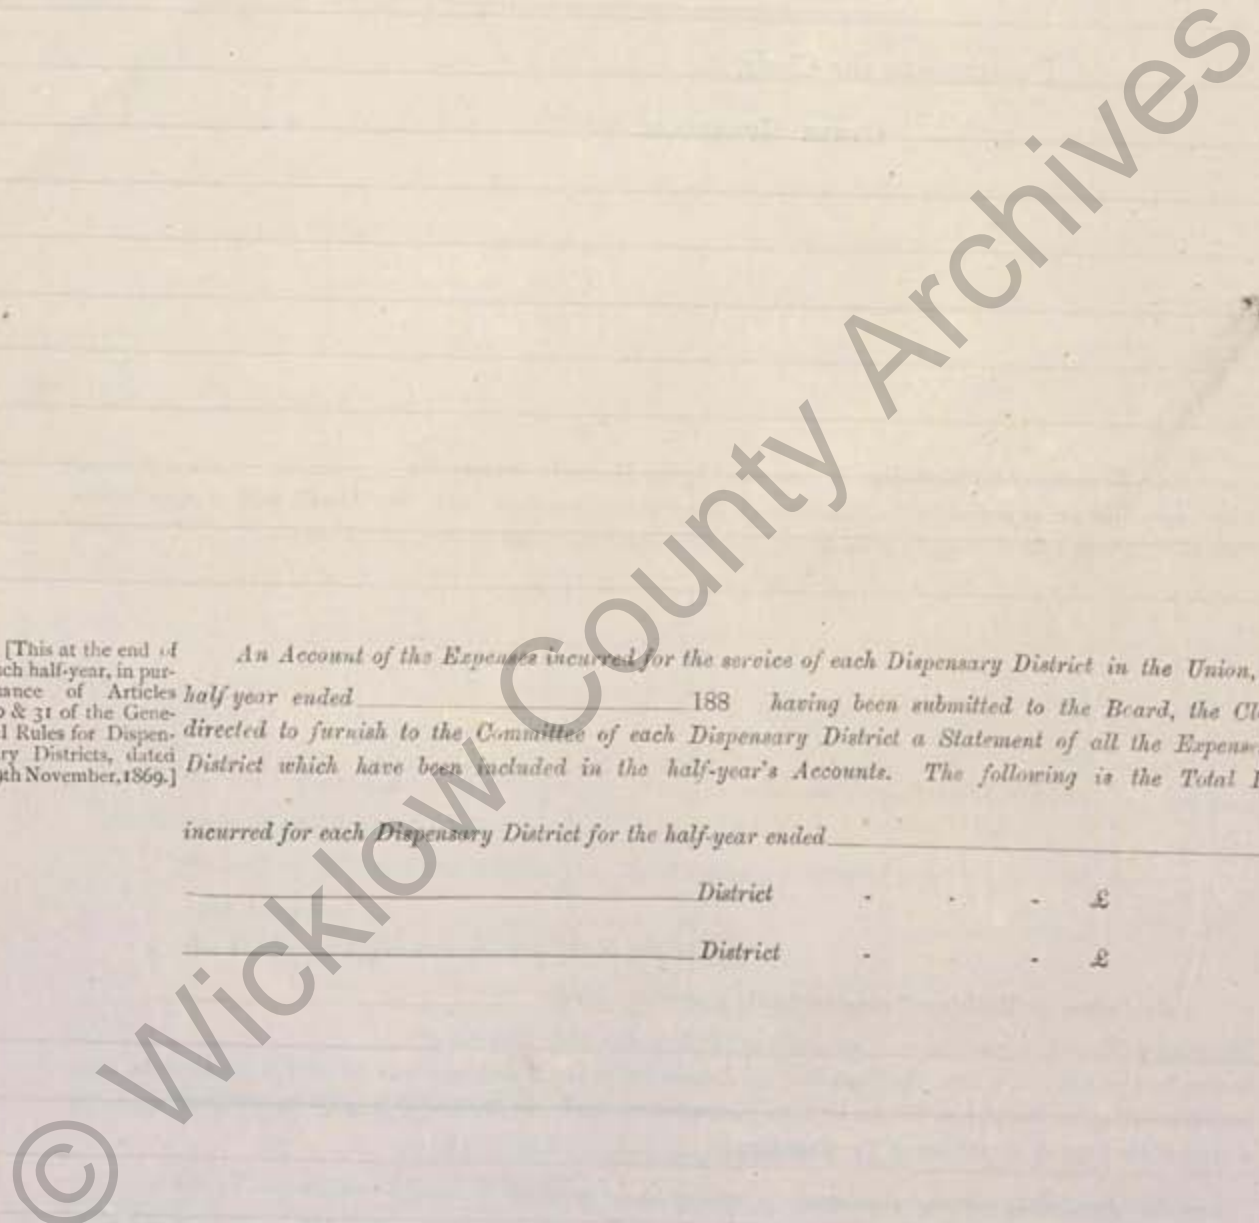 [This at the end of
ch half-year, in pur-
ance of Articles
& 31 of the Gene-
l Rules for Dispen-
ry Districts, dated
th November, 1869.]
An Account of the Expenses incurred for the service of each Dispensary District in the Union,
half year ended 188 having been submitted to the Board, the Cl
directed to furnish to the Committee of each Dispensary District a Statement of all the Expens
District which have been included in the half-year's Accounts. The following is the Total
incurred for each Dispensary District for the half-year ended
District - - - £
District - - £
© Wicklow County Archives